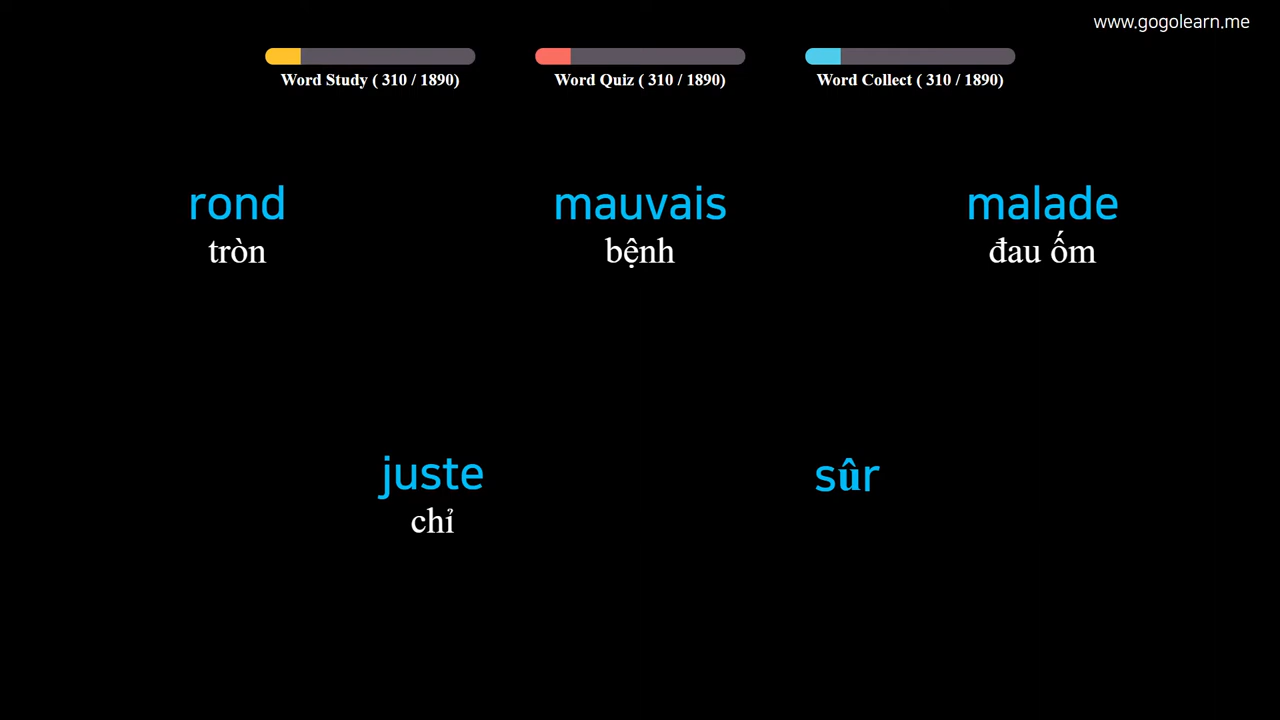 www.gogolearn.me
Word Study ( 310 / 1890)
Word Quiz ( 310 / 1890)
Word Collect ( 310 / 1890)
rond
tròn
mauvais
bệnh
malade
đau ốm
juste
chỉ
sûr